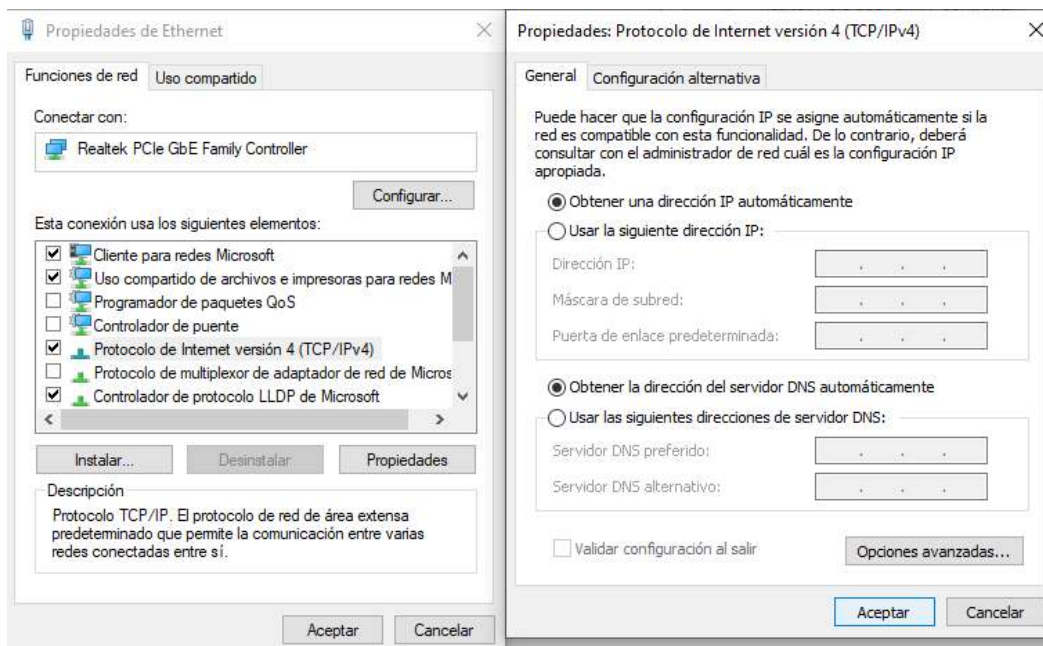 Propiedades de Ethernet
Funciones de red
Uso compartido
Conectar con:
Realtek PCIe GbE Family Controller
Configurar...
Esta conexión usa los siguientes elementos:
Cliente para redes Microsoft
Uso compartido de archivos e impresoras para redes M
Programador de paquetes QoS
Controlador de puente
Protocolo de Internet versión 4 (TCP/IPv4)
Protocolo de multiplexor de adaptador de red de Micros
Controlador de protocolo LLDP de Microsoft
Instalar...
Desinstalar
Propiedades
Descripción
Protocolo TCP/IP. El protocolo de red de área extensa
predeterminado que permite la comunicación entre varias
redes conectadas entre sí.
Aceptar
Cancelar
Propiedades: Protocolo de Internet versión 4 (TCP/IPv4)
General
Configuración alternativa
Puede hacer que la configuración IP se asigne automáticamente si la
red es compatible con esta funcionalidad. De lo contrario, deberá
consultar con el administrador de red cuál es la configuración IP
apropiada.
Obtener una dirección IP automáticamente
Usar la siguiente dirección IP:
Dirección IP:
Máscara de subred:
Puerta de enlace predeterminada:
Obtener la dirección del servidor DNS automáticamente
Usar las siguientes direcciones de servidor DNS:
Servidor DNS preferido:
Servidor DNS alternativo:
Validar configuración al salir
Opciones avanzadas...
Aceptar
Cancelar